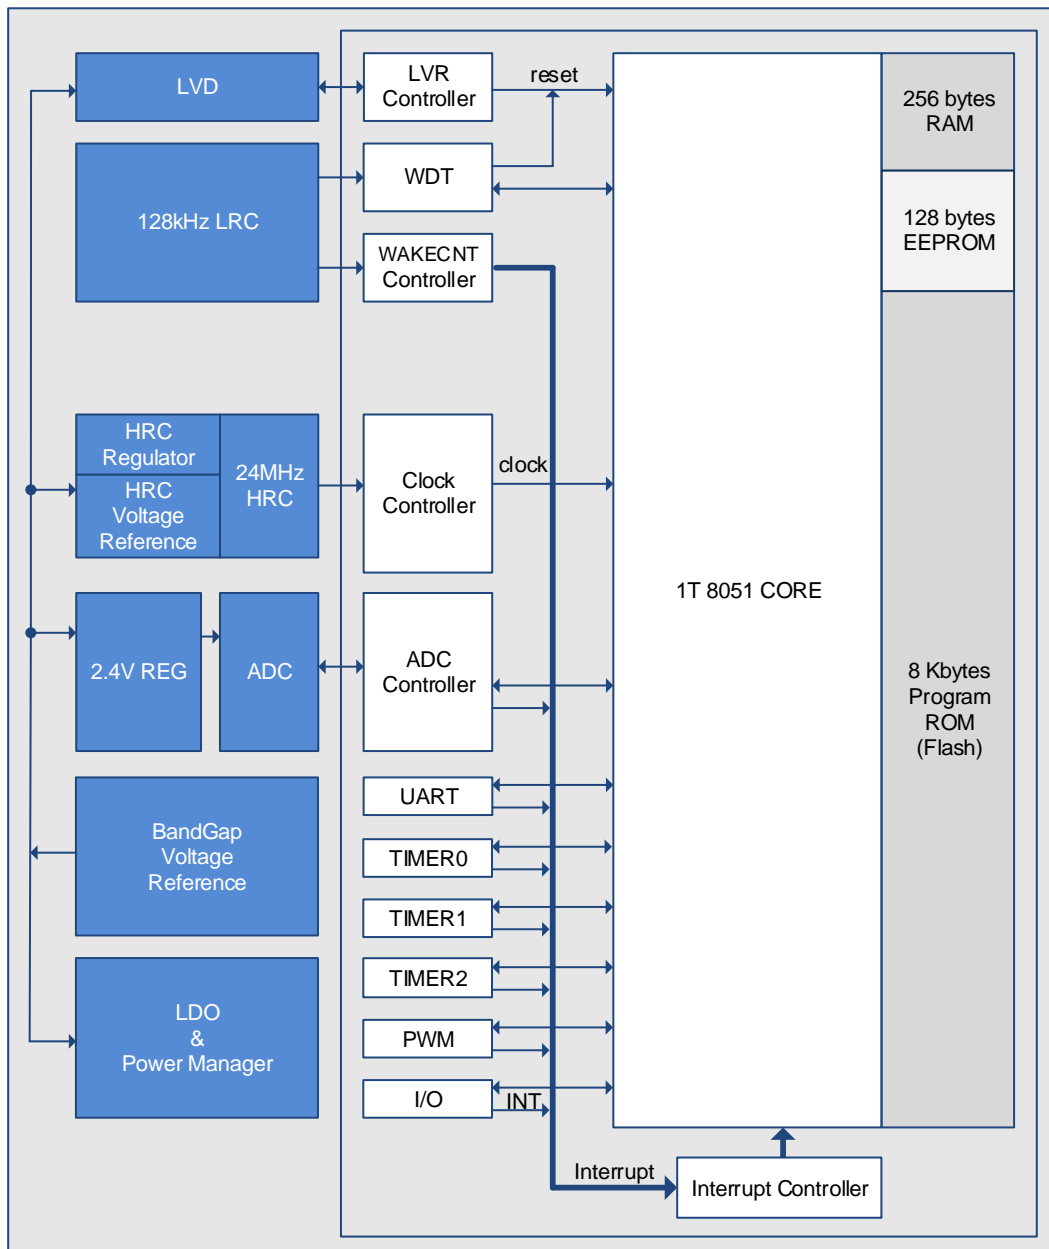 LVD
LVR
Controller
reset
256 bytes
RAM
128kHz LRC
WDT
128 bytes
EEPROM
WAKECNT
Controller
HRC
Regulator
HRC
Voltage
Reference
24MHz
HRC
Clock
Controller
clock
1T 8051 CORE
2.4V REG
ADC
ADC
Controller
8 Kbytes
Program
ROM
(Flash)
UART
BandGap
Voltage
Reference
TIMER0
TIMER1
TIMER2
LDO
&
Power Manager
PWM
I/O
INT
Interrupt
Interrupt Controller